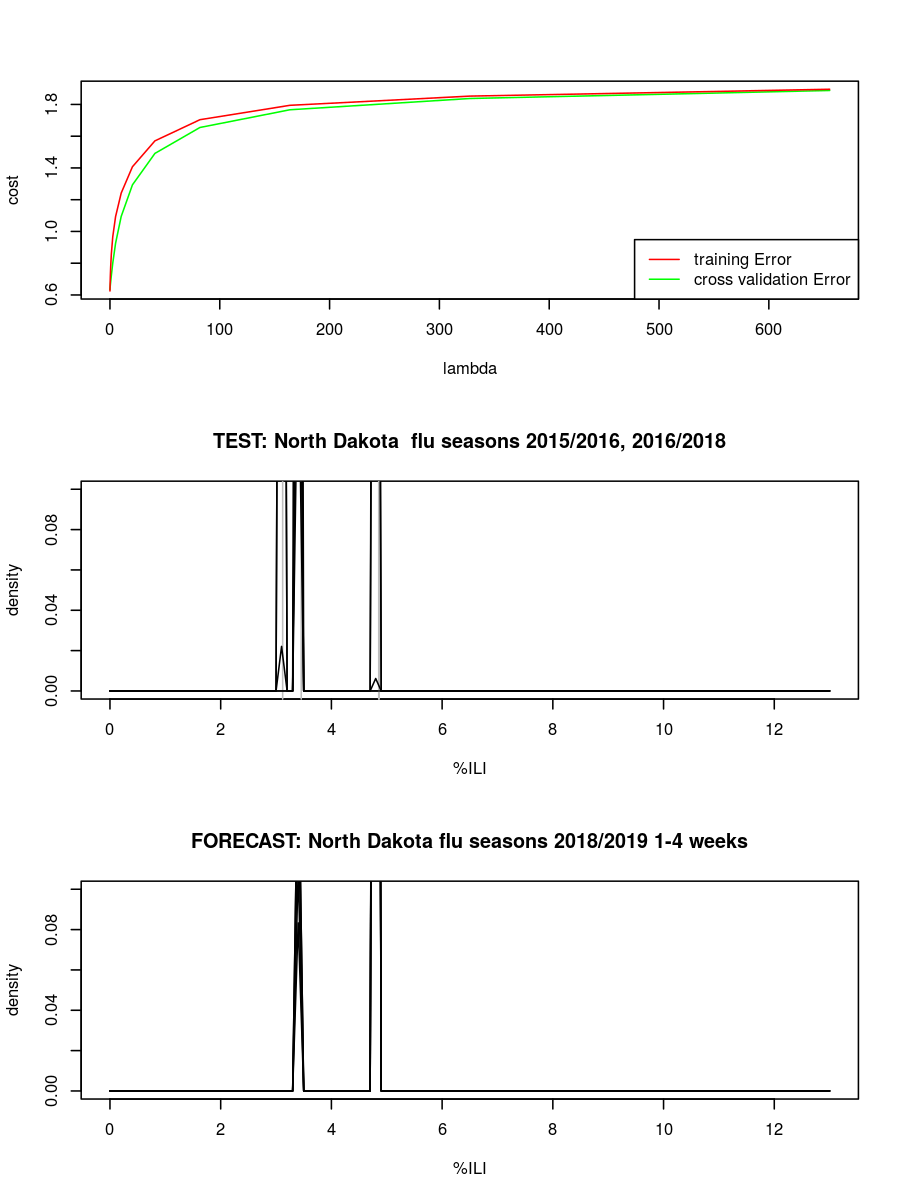 1.8
1.4
1.0
0.6
cost
training Error
cross validation Error
0 100 200 300 400 500 600
lambda
TEST: North Dakota  flu seasons 2015/2016, 2016/2018
0.08
0.04
0.00
density
0 2 4 6 8 10 12
%ILI
FORECAST: North Dakota flu seasons 2018/2019 1-4 weeks
0.08
0.04
0.00
density
0 2 4 6 8 10 12
%ILI